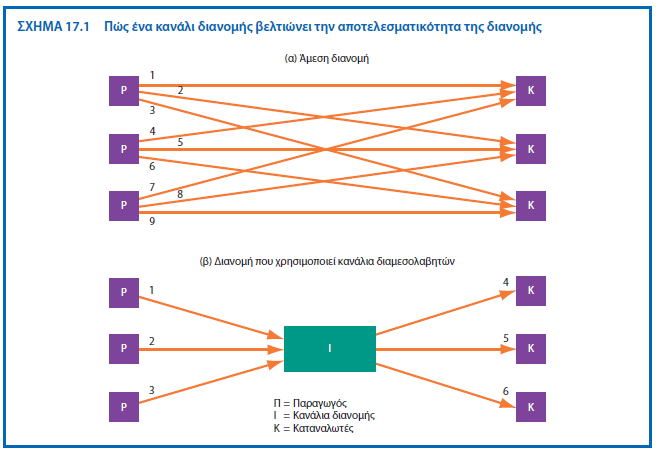 ΣΧΗΜΑ 17.1 Πώς ένα κανάλι διανομής βελτιώνει την αποτελεσματικότητα της διανομής
(α) Άμεση διανομή
1
P
2
K
3
4
P
5
K
6
7
P
8
K
9
(β) Διανομή που χρησιμοποιεί κανάλια διαμεσολαβητών
P
1
4
K
P
2
I
5
K
P
3
6
K
Π = Παραγωγός
I = Κανάλια διανομής
K = Καταναλωτές